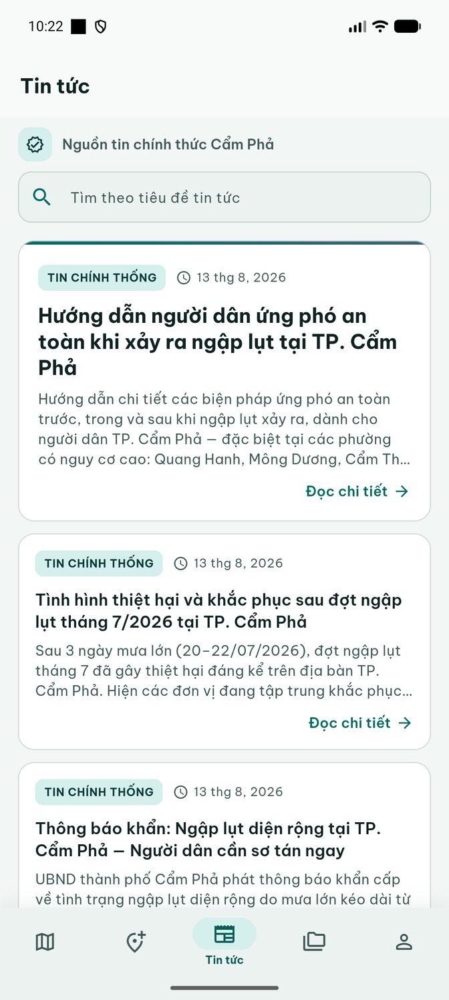 10:22
Tin tức
Nguồn tin chính thức Cẩm Phả
Tìm theo tiêu đề tin tức
TIN CHÍNH THỐNG 13 thg 8, 2026
Hướng dẫn người dân ứng phó an
toàn khi xảy ra ngập lụt tại TP. Cẩm
Phả
Hướng dẫn chi tiết các biện pháp ứng phó an toàn
trước, trong và sau khi ngập lụt xảy ra, dành cho
người dân TP. Cẩm Phả — đặc biệt tại các phường
có nguy cơ cao: Quang Hanh, Mông Dương, Cẩm Th...
Đọc chi tiết →
TIN CHÍNH THỐNG 13 thg 8, 2026
Tình hình thiệt hại và khắc phục sau đợt ngập
lụt tháng 7/2026 tại TP. Cẩm Phả
Sau 3 ngày mưa lớn (20–22/07/2026), đợt ngập lụt
tháng 7 đã gây thiệt hại đáng kể trên địa bàn TP.
Cẩm Phả. Hiện các đơn vị đang tập trung khắc phục...
Đọc chi tiết →
TIN CHÍNH THỐNG 13 thg 8, 2026
Thông báo khẩn: Ngập lụt diện rộng tại TP.
Cẩm Phả — Người dân cần sơ tán ngay
UBND thành phố Cẩm Phả phát thông báo khẩn cấp
về tình trạng ngập lụt diện rộng do mưa lớn kéo dài từ
Tin tức